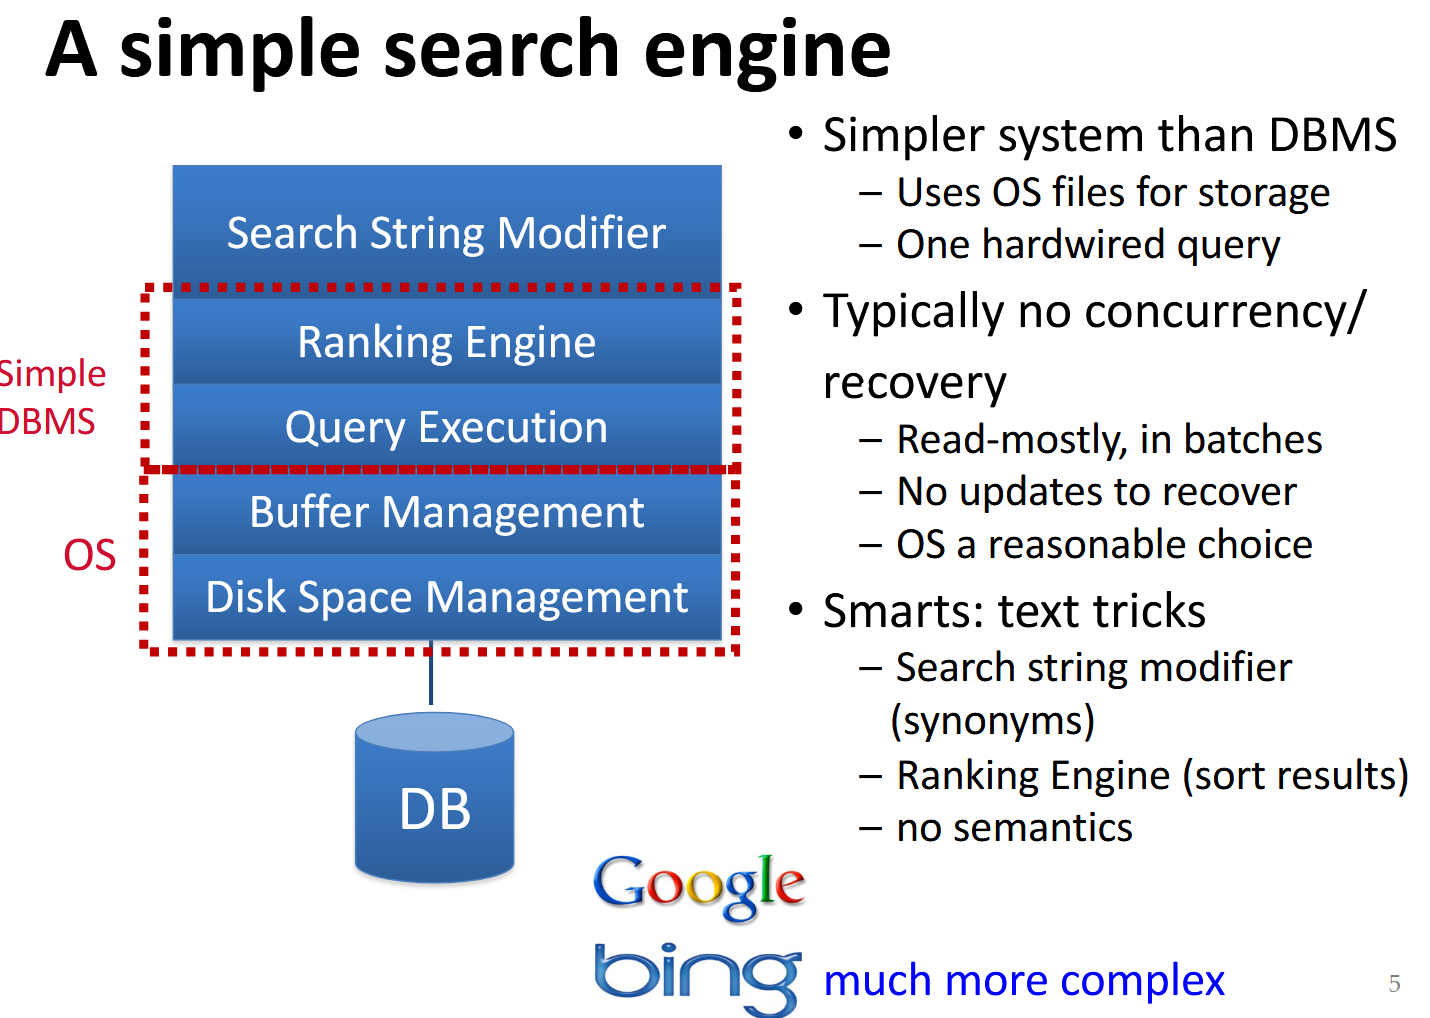 A simple search engine
Search String Modifier
Ranking Engine
Query Execution
Buffer Management
Disk Space Management
Simple
DBMS
OS
DB
• Simpler system than DBMS
– Uses OS files for storage
– One hardwired query
• Typically no concurrency/
recovery
– Read-mostly, in batches
– No updates to recover
– OS a reasonable choice
• Smarts: text tricks
– Search string modifier
(synonyms)
– Ranking Engine (sort results)
– no semantics
Google
bing
much more complex
5